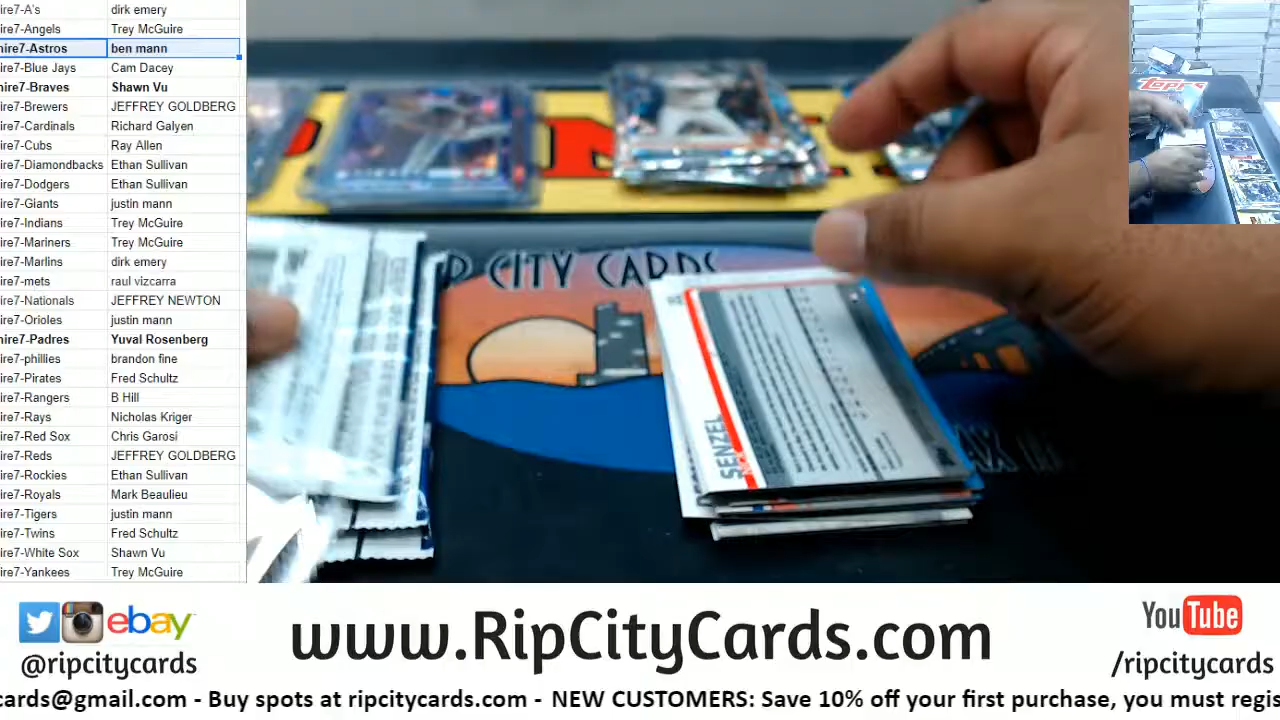 ire7-A's dirk emery
ire7-Angels Trey McGuire
hire7-Astros ben mann
ire7-Blue Jays Cam Dacey
ire7-Braves Shawn Vu
ire7-Brewers JEFFREY GOLDBERG
ire7-Cardinals Richard Galyen
ire7-Cubs Ray Allen
ire7-Diamondbacks Ethan Sullivan
ire7-Dodgers Ethan Sullivan
ire7-Giants justin mann
ire7-Indians Trey McGuire
ire7-Mariners Trey McGuire
ire7-Marlins dirk emery
ire7-mets raul vizcarra
ire7-Nationals JEFFREY NEWTON
ire7-Orioles justin mann
hire7-Padres Yuval Rosenberg
ire7-phillies brandon fine
ire7-Pirates Fred Schultz
ire7-Rangers B Hill
ire7-Rays Nicholas Kriger
ire7-Red Sox Chris Garosi
ire7-Reds JEFFREY GOLDBERG
ire7-Rockies Ethan Sullivan
ire7-Royals Mark Beaulieu
ire7-Tigers justin mann
ire7-Twins Fred Schultz
ire7-White Sox Shawn Vu
ire7-Yankees Trey McGuire
P CITY CARDS
SENZEL
Topps
ebay
@ripcitycards
www.RipCityCards.com
YouTube
/ripcitycards
cards@gmail.com - Buy spots at ripcitycards.com - NEW CUSTOMERS: Save 10% off your first purchase, you must regis